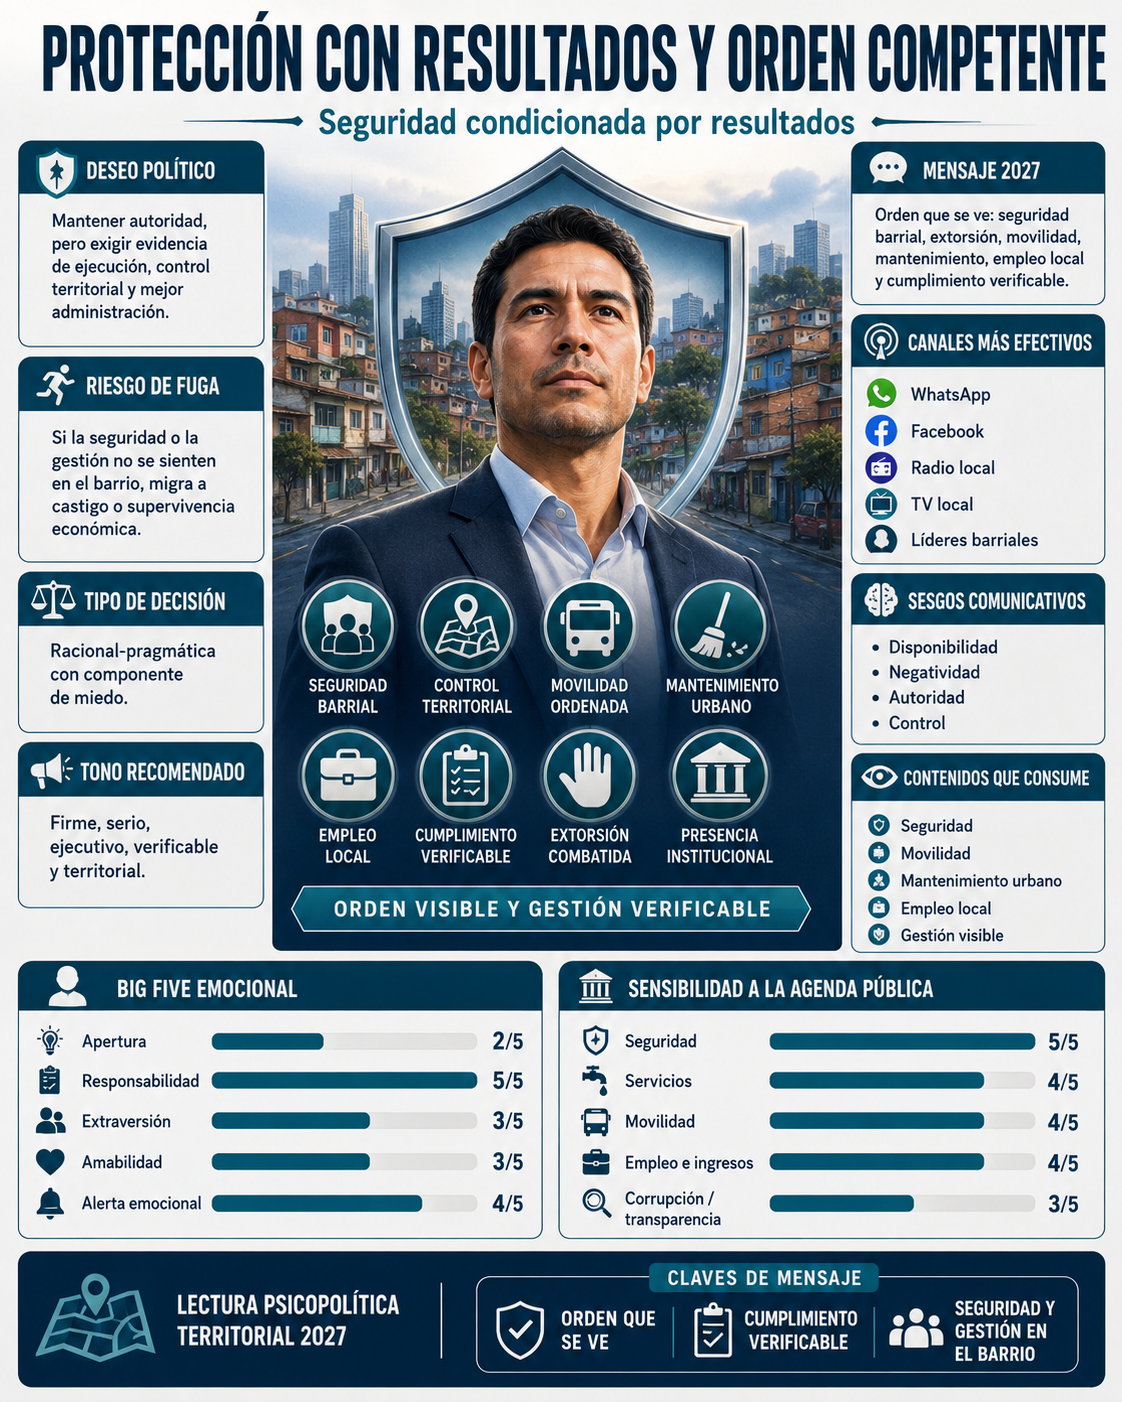 PROTECCIÓN CON RESULTADOS Y ORDEN COMPETENTE
Seguridad condicionada por resultados
DESEO POLÍTICO
Mantener autoridad,
pero exigir evidencia
de ejecución, control
territorial y mejor
administración.
RIESGO DE FUGA
Si la seguridad o la
gestión no se sienten
en el barrio, migra a
castigo o supervivencia
económica.
TIPO DE DECISIÓN
Racional-pragmática
con componente
de miedo.
TONO RECOMENDADO
Firme, serio,
ejecutivo, verificable
y territorial.
SEGURIDAD
BARRIAL
CONTROL
TERRITORIAL
MOVILIDAD
ORDENADA
MANTENIMIENTO
URBANO
EMPLEO
LOCAL
CUMPLIMIENTO
VERIFICABLE
EXTORSIÓN
COMBATIDA
PRESENCIA
INSTITUCIONAL
ORDEN VISIBLE Y GESTIÓN VERIFICABLE
MENSAJE 2027
Orden que se ve: seguridad
barrial, extorsión, movilidad,
mantenimiento, empleo local
y cumplimiento verificable.
CANALES MÁS EFECTIVOS
WhatsApp
Facebook
Radio local
TV local
Líderes barriales
SESGOS COMUNICATIVOS
• Disponibilidad
• Negatividad
• Autoridad
• Control
CONTENIDOS QUE CONSUME
Seguridad
Movilidad
Mantenimiento urbano
Empleo local
Gestión visible
BIG FIVE EMOCIONAL
Apertura 2/5
Responsabilidad 5/5
Extraversión 3/5
Amabilidad 3/5
Alerta emocional 4/5
SENSIBILIDAD A LA AGENDA PÚBLICA
Seguridad 5/5
Servicios 4/5
Movilidad 4/5
Empleo e ingresos 4/5
Corrupción /
transparencia 3/5
LECTURA PSICOPOLÍTICA
TERRITORIAL 2027
CLAVES DE MENSAJE
ORDEN QUE
SE VE
CUMPLIMIENTO
VERIFICABLE
SEGURIDAD Y
GESTIÓN EN
EL BARRIO